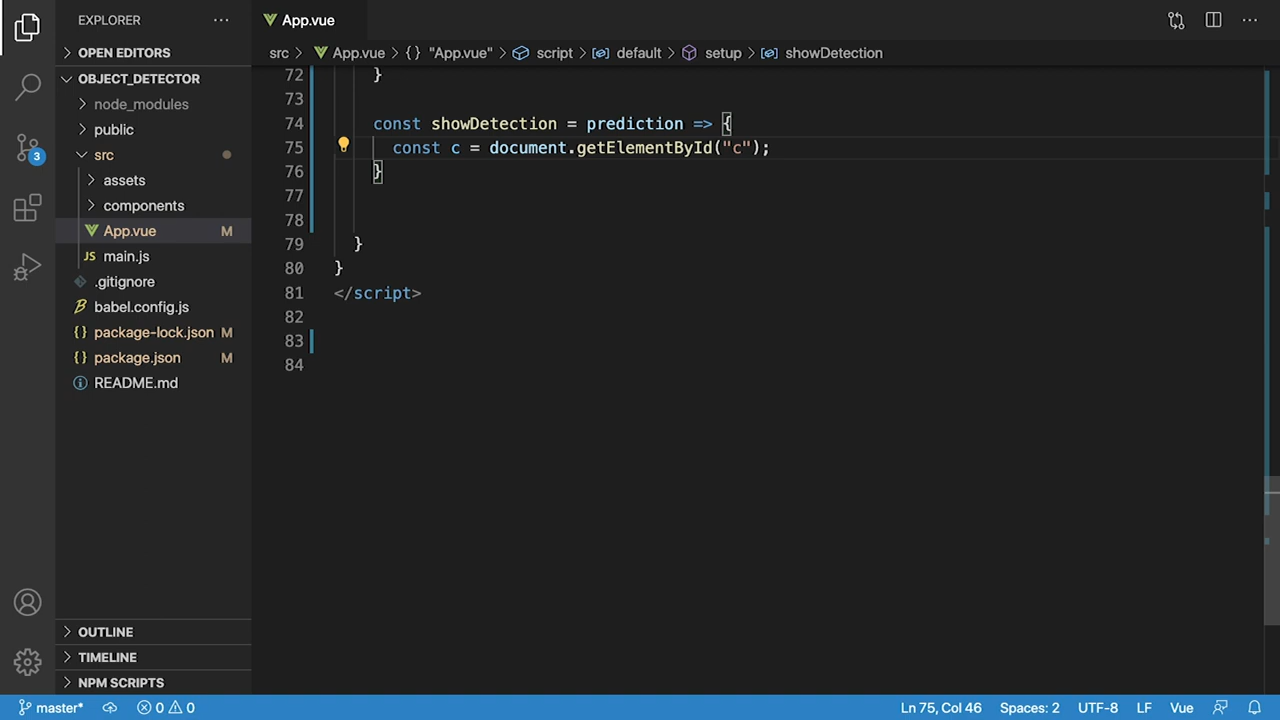 EXPLORER
···
App.vue
···
OPEN EDITORS
src > App.vue > {} "App.vue" > script > default > setup > showDetection
OBJECT_DETECTOR
node_modules
public
src
assets
components
App.vue M
JS main.js
.gitignore
babel.config.js
{} package-lock.json M
{} package.json M
README.md
3
72 }
73
74 const showDetection = prediction => {
75 const c = document.getElementById("c");
76 }
77
78
79 }
80 }
81 </script>
82
83
84
OUTLINE
TIMELINE
NPM SCRIPTS
master* 0 0 Ln 75, Col 46 Spaces: 2 UTF-8 LF Vue